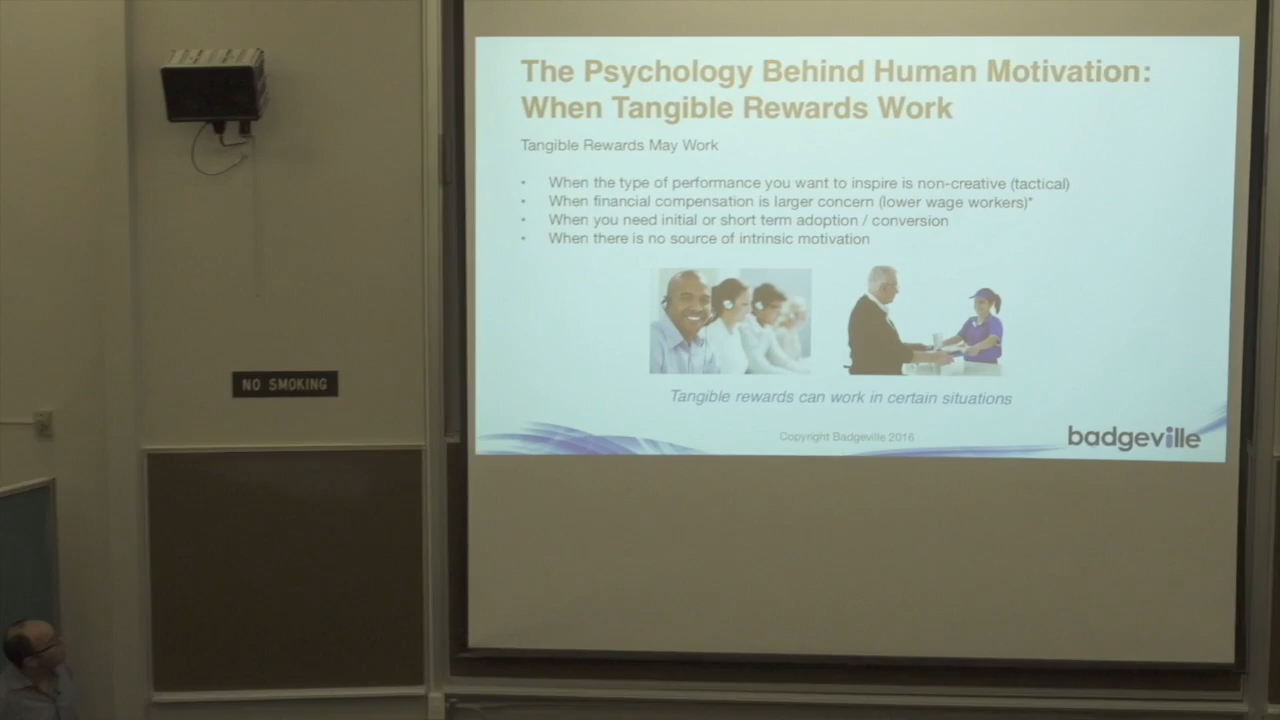 The Psychology Behind Human Motivation:
When Tangible Rewards Work
Tangible Rewards May Work
• When the type of performance you want to inspire is non-creative (tactical)
• When financial compensation is larger concern (lower wage workers)*
• When you need initial or short term adoption / conversion
• When there is no source of intrinsic motivation
NO SMOKING
Tangible rewards can work in certain situations
Copyright Badgeville 2016
badgeville